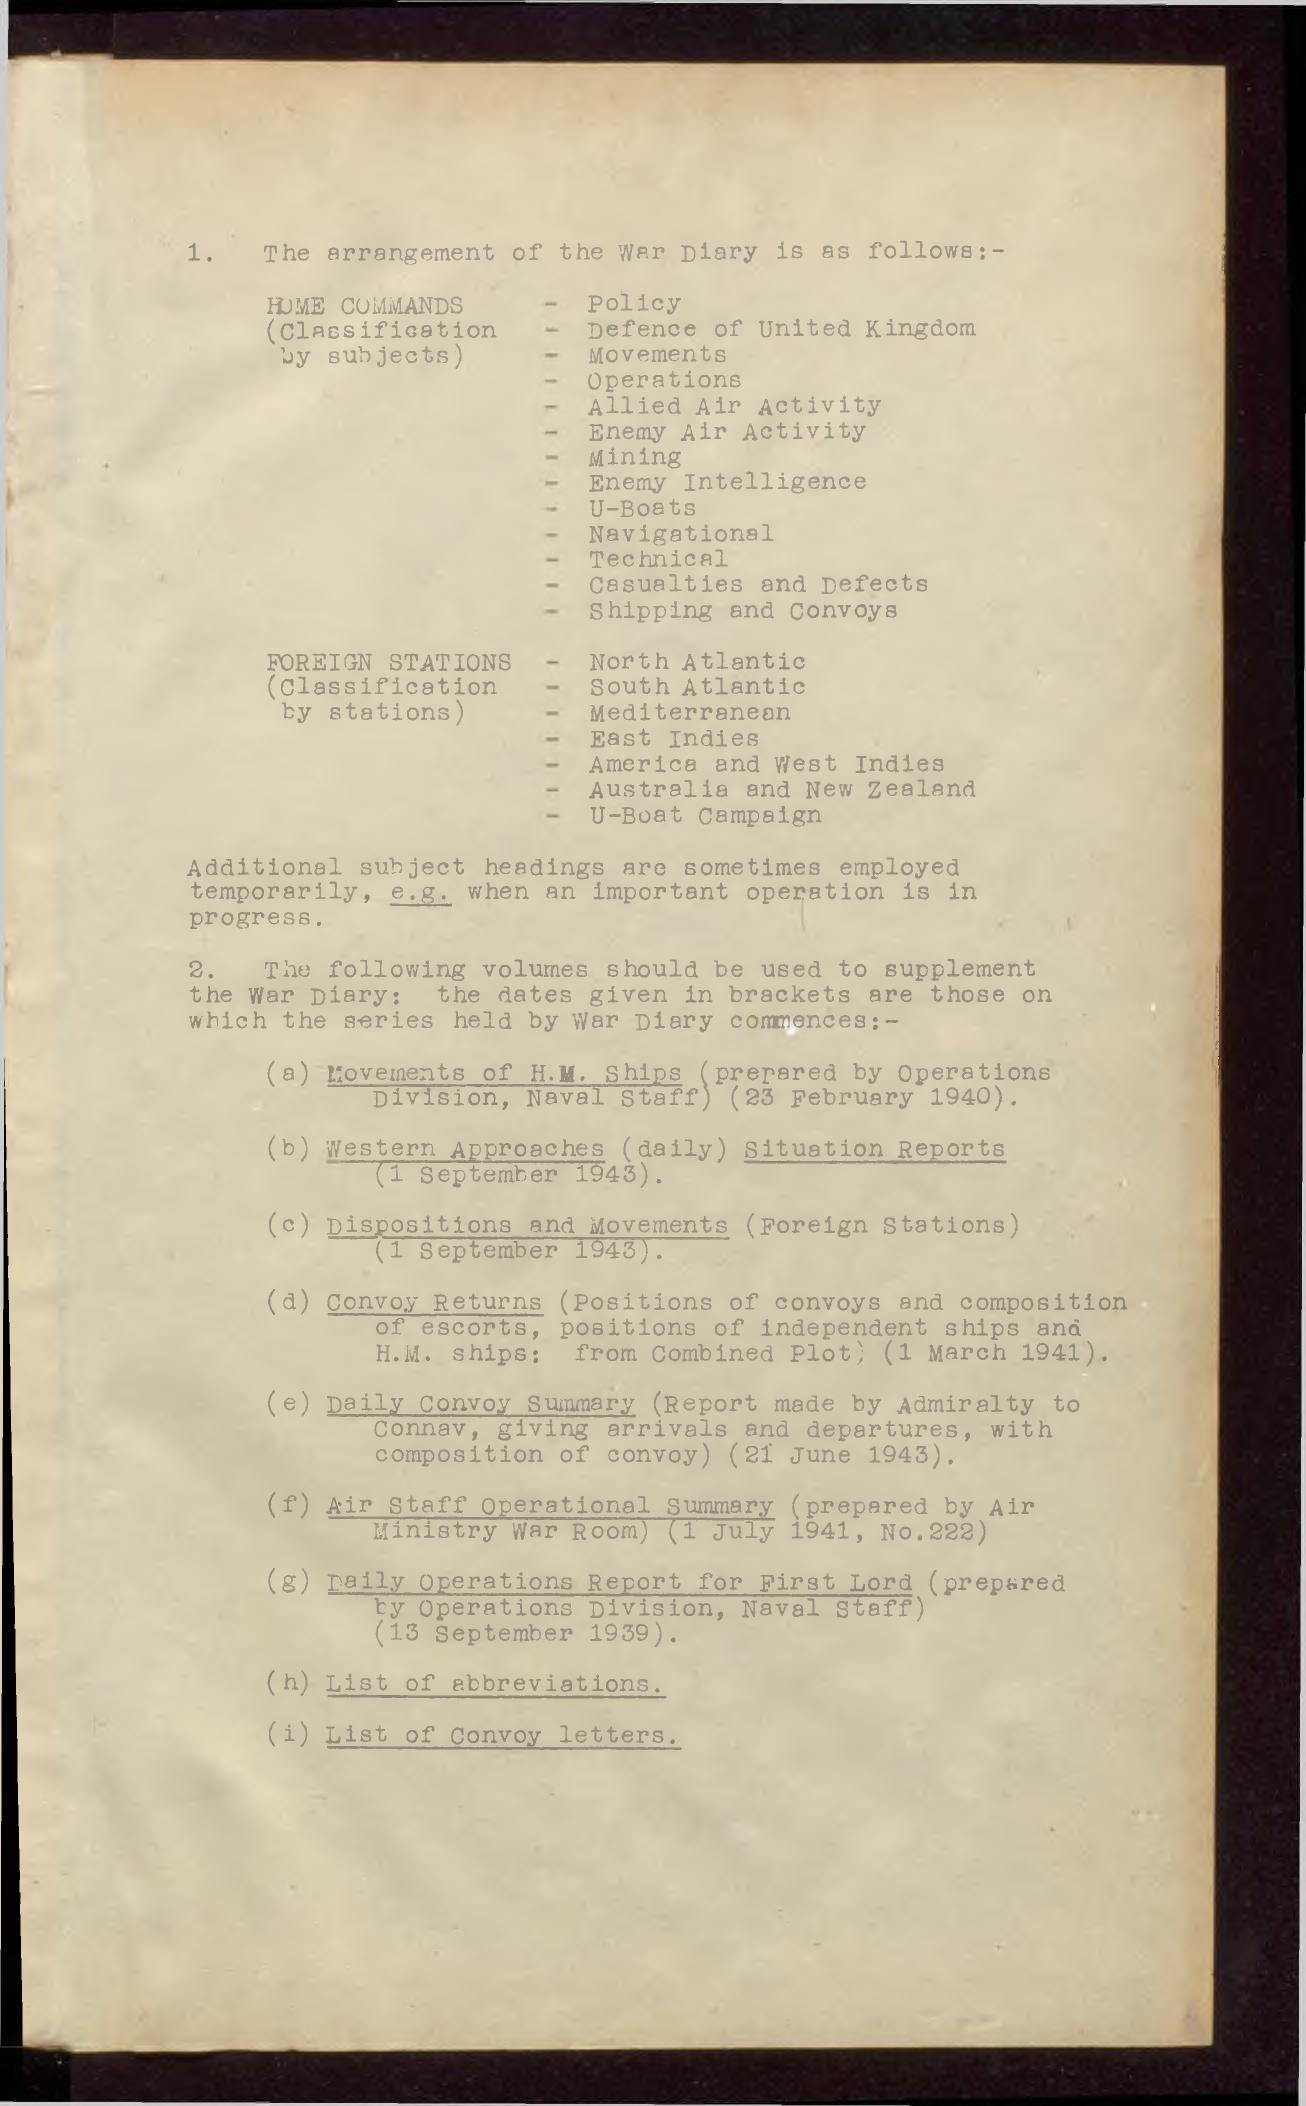 1. The arrangement of the War Diary is as follows:-
HOME COMMANDS - Policy
(Classification - Defence of United Kingdom
by subjects) - Movements
- Operations
- Allied Air Activity
- Enemy Air Activity
- Mining
- Enemy Intelligence
- U-Boats
- Navigational
- Technical
- Casualties and Defects
- Shipping and Convoys
FOREIGN STATIONS - North Atlantic
(Classification - South Atlantic
by stations) - Mediterranean
- East Indies
- America and West Indies
- Australia and New Zealand
- U-Boat Campaign
Additional subject headings are sometimes employed
temporarily, e.g. when an important operation is in
progress.
2. The following volumes should be used to supplement
the War Diary: the dates given in brackets are those on
which the series held by War Diary commences:-
(a) Movements of H.M. Ships (prepared by Operations
Division, Naval Staff) (23 February 1940).
(b) Western Approaches (daily) Situation Reports
(1 September 1943).
(c) Dispositions and Movements (Foreign Stations)
(1 September 1943).
(d) Convoy Returns (Positions of convoys and composition
of escorts, positions of independent ships and
H.M. ships: from Combined Plot) (1 March 1941).
(e) Daily Convoy Summary (Report made by Admiralty to
Connav, giving arrivals and departures, with
composition of convoy) (21 June 1943).
(f) Air Staff Operational Summary (prepared by Air
Ministry War Room) (1 July 1941, No.222)
(g) Daily Operations Report for First Lord (prepared
by Operations Division, Naval Staff)
(13 September 1939).
(h) List of abbreviations.
(i) List of Convoy letters.